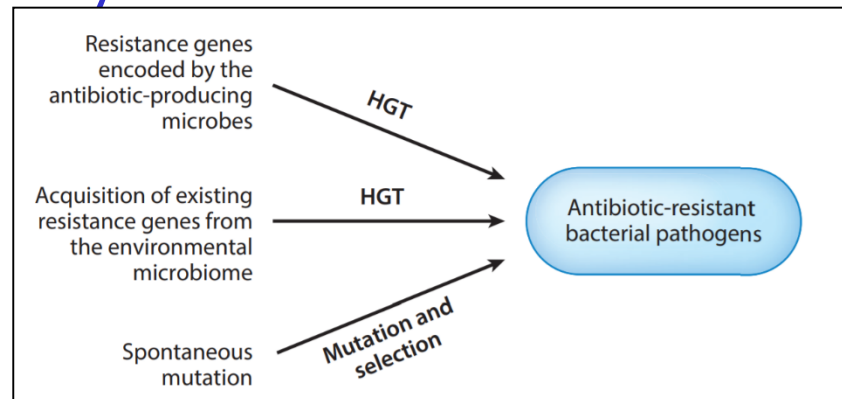 Resistance genes
encoded by the
antibiotic-producing
microbes
HGT
Acquisition of existing
resistance genes from
the environmental
microbiome
HGT
Antibiotic-resistant
bacterial pathogens
Spontaneous
mutation
Mutation and
selection